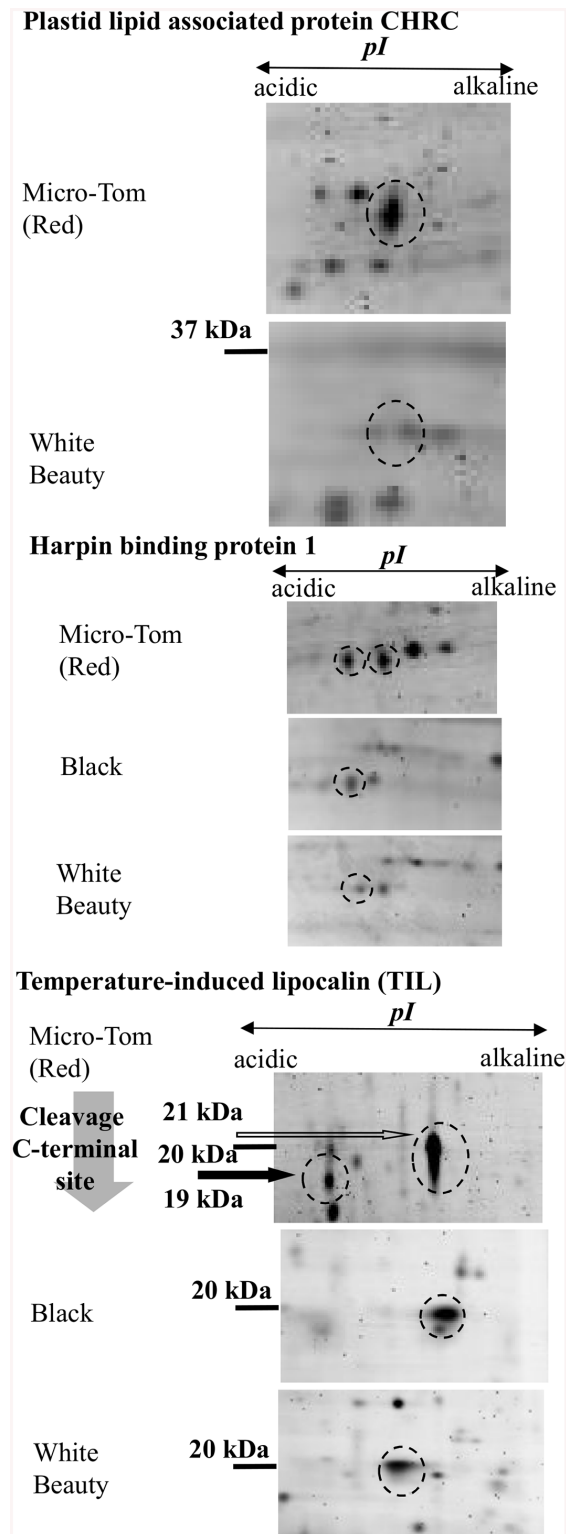 Plastid lipid associated protein CHRC
pI
acidic alkaline
Micro-Tom
(Red)
37 kDa
White
Beauty
Harpin binding protein 1
pI
acidic alkaline
Micro-Tom
(Red)
Black
White
Beauty
Temperature-induced lipocalin (TIL)
pI
Micro-Tom
(Red)
acidic alkaline
Cleavage
C-terminal
site
21 kDa
20 kDa
19 kDa
20 kDa
Black
20 kDa
White
Beauty